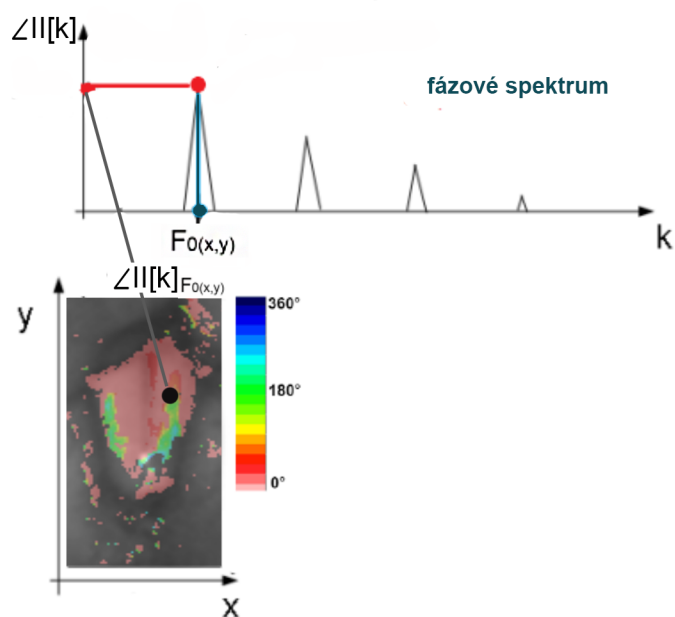 ∠II[k]
fázové spektrum
F0(x,y)
k
∠II[k]F0(x,y)
y
360°
180°
0°
x